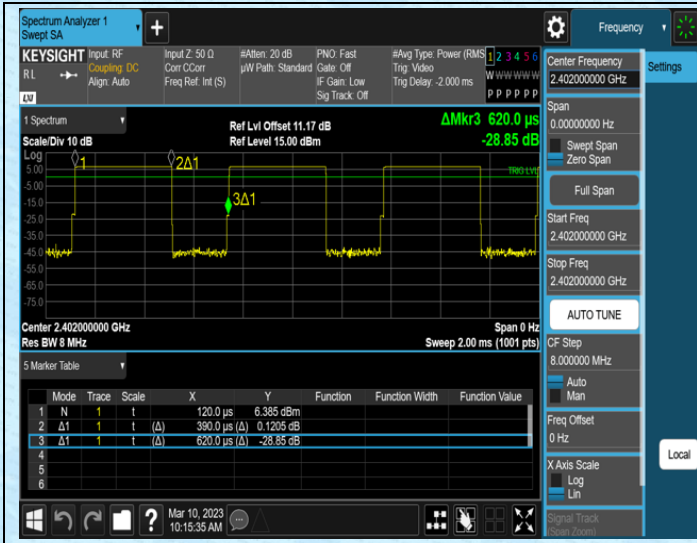 Spectrum Analyzer 1
Swept SA
+
Frequency
KEYSIGHT
RL
LXI
Input: RF
Coupling: DC
Align: Auto
Input Z: 50 Ω
Corr CCorr
Freq Ref: Int (S)
#Atten: 20 dB
µW Path: Standard
PNO: Fast
Gate: Off
IF Gain: Low
Sig Track: Off
#Avg Type: Power (RMS
Trig: Video
Trig Delay: -2.000 ms
1 2 3 4 5 6
W W W W W W
P P P P P P
Center Frequency
2.402000000 GHz
Settings
Span
0.00000000 Hz
Swept Span
Zero Span
Full Span
Start Freq
2.402000000 GHz
Stop Freq
2.402000000 GHz
AUTO TUNE
CF Step
8.000000 MHz
Auto
Man
Freq Offset
0 Hz
X Axis Scale
Log
Lin
Signal Track
(Span Zoom)
Local
1 Spectrum
Scale/Div 10 dB
Ref Lvl Offset 11.17 dB
Ref Level 15.00 dBm
ΔMkr3 620.0 µs
-28.85 dB
Log
5.00
-5.00
-15.0
-25.0
-35.0
-45.0
-55.0
-65.0
-75.0
1
2Δ1
3Δ1
TRIG LVL
Center 2.402000000 GHz
Res BW 8 MHz
Span 0 Hz
Sweep 2.00 ms (1001 pts)
5 Marker Table
Mode Trace Scale X Y Function Function Width Function Value
1 N 1 t 120.0 µs 6.385 dBm
2 Δ1 1 t (Δ) 390.0 µs (Δ) 0.1205 dB
3 Δ1 1 t (Δ) 620.0 µs (Δ) -28.85 dB
4
5
6
?
Mar 10, 2023
10:15:35 AM